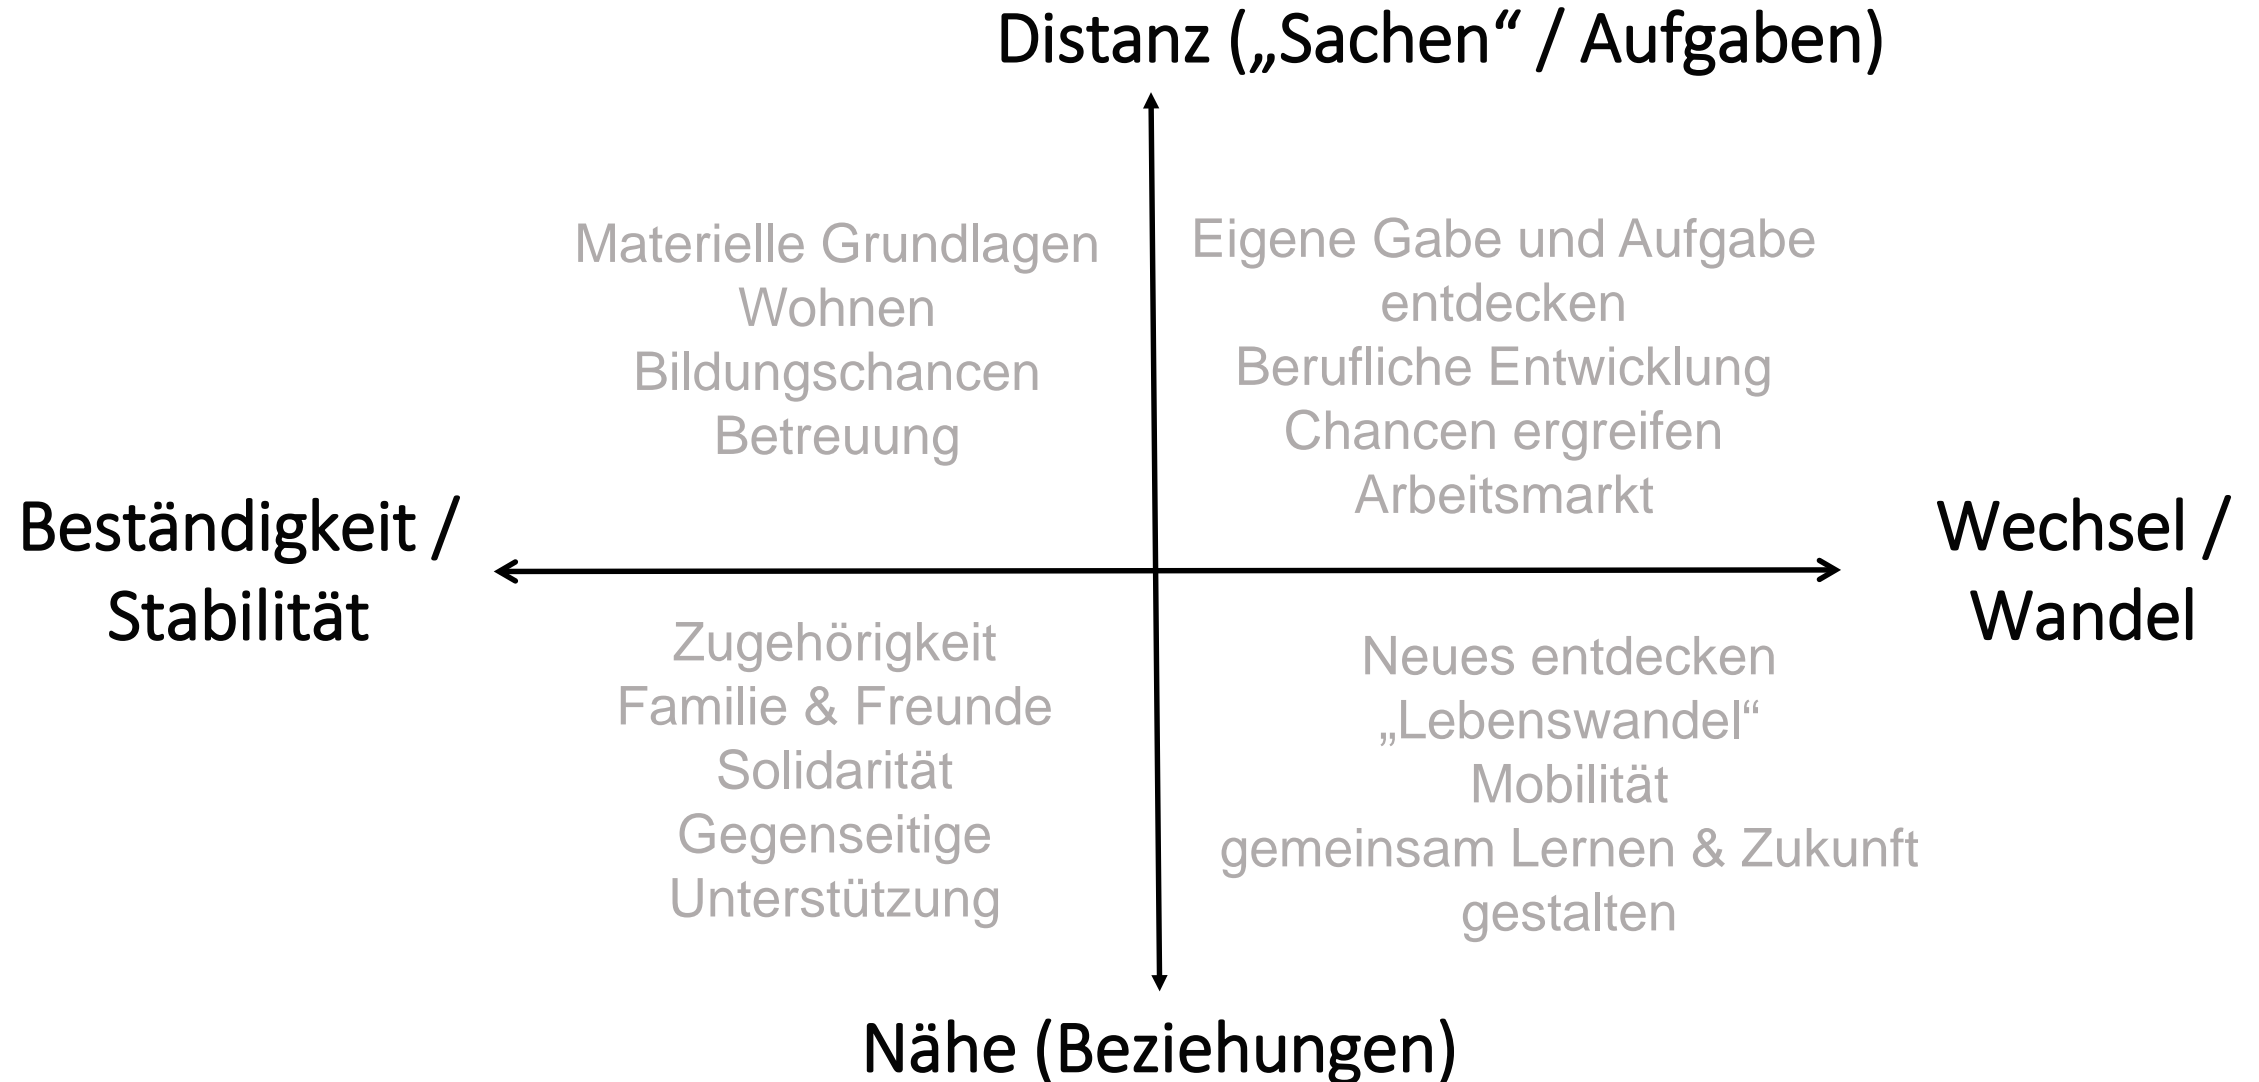 Distanz („Sachen“ / Aufgaben)
Materielle Grundlagen
Wohnen
Bildungschancen
Betreuung
Eigene Gabe und Aufgabe
entdecken
Berufliche Entwicklung
Chancen ergreifen
Arbeitsmarkt
Beständigkeit /
Stabilität
Wechsel /
Wandel
Zugehörigkeit
Familie & Freunde
Solidarität
Gegenseitige
Unterstützung
Neues entdecken
„Lebenswandel“
Mobilität
gemeinsam Lernen & Zukunft
gestalten
Nähe (Beziehungen)